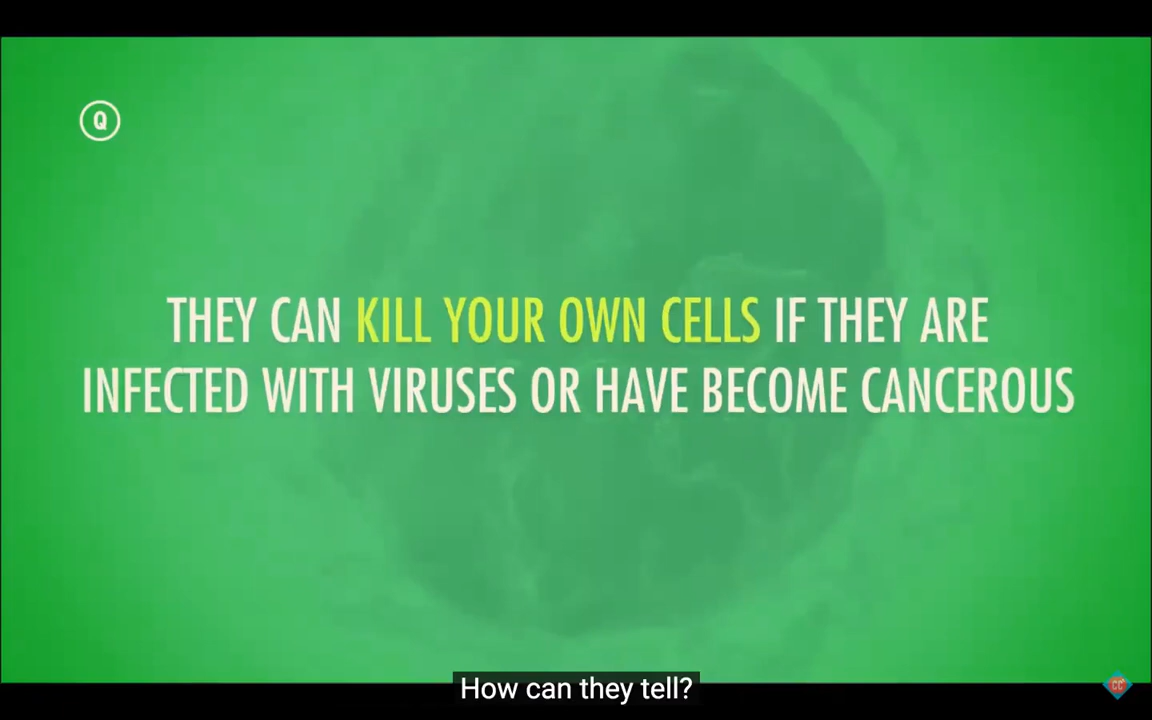 Q
THEY CAN KILL YOUR OWN CELLS IF THEY ARE
INFECTED WITH VIRUSES OR HAVE BECOME CANCEROUS
How can they tell?
CC